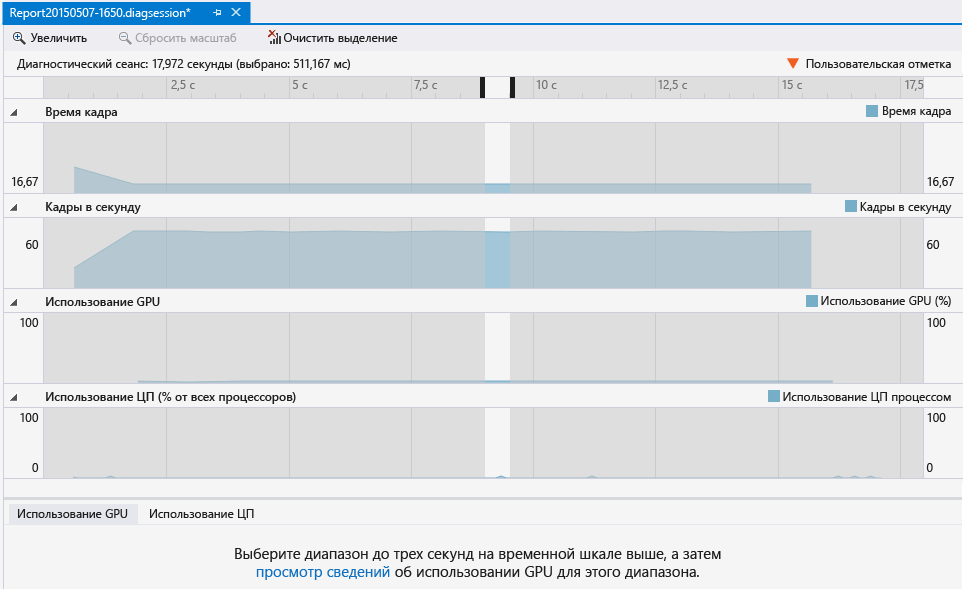 Report20150507-1650.diagsession*
Увеличить Сбросить масштаб Очистить выделение
Диагностический сеанс: 17,972 секунды (выбрано: 511,167 мс) Пользовательская отметка
2,5 с 5 с 7,5 с 10 с 12,5 с 15 с 17,5
Время кадра Время кадра
16,67 16,67
Кадры в секунду Кадры в секунду
60 60
Использование GPU Использование GPU (%)
100 100
Использование ЦП (% от всех процессоров) Использование ЦП процессом
100 100
0 0
Использование GPU Использование ЦП
Выберите диапазон до трех секунд на временной шкале выше, а затем
просмотр сведений об использовании GPU для этого диапазона.